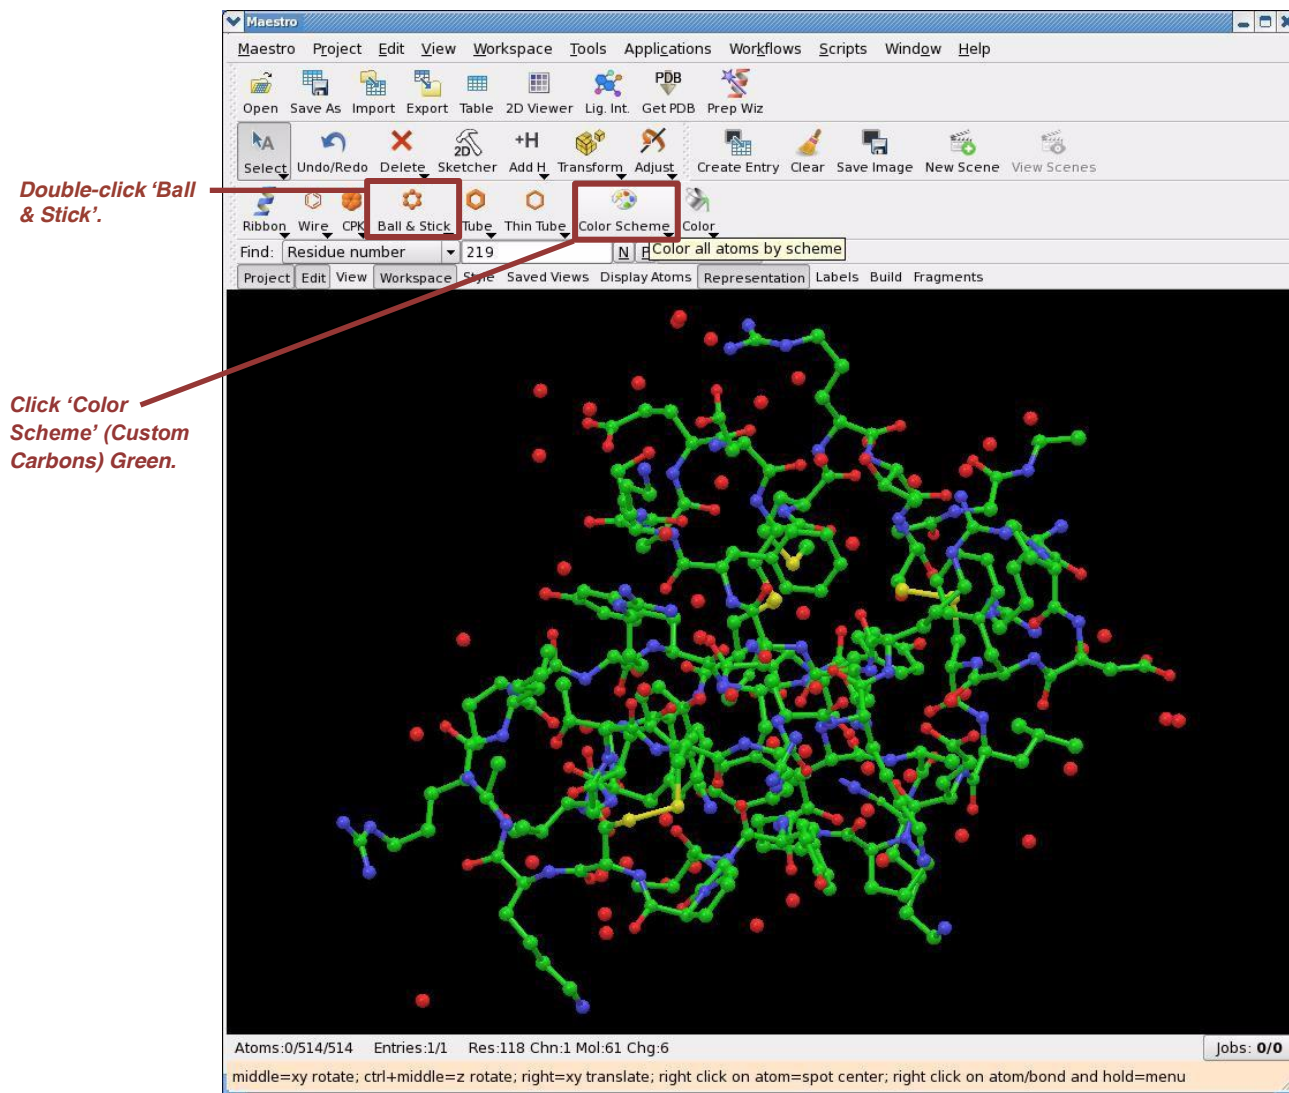 Maestro
Maestro Project Edit View Workspace Tools Applications Workflows Scripts Window Help
PDB
Open Save As Import Export Table 2D Viewer Lig. Int. Get PDB Prep Wiz
A 2D +H
Select Undo/Redo Delete Sketcher Add H Transform Adjust Create Entry Clear Save Image New Scene View Scenes
Double-click ‘Ball
& Stick’.
Ribbon Wire CPK Ball & Stick Tube Thin Tube Color Scheme Color
Find: Residue number 219 N
Color all atoms by scheme
Project Edit View Workspace Style Saved Views Display Atoms Representation Labels Build Fragments
Click ‘Color
Scheme’ (Custom
Carbons) Green.
Atoms:0/514/514 Entries:1/1 Res:118 Chn:1 Mol:61 Chg:6 Jobs: 0/0
middle=xy rotate; ctrl+middle=z rotate; right=xy translate; right click on atom=spot center; right click on atom/bond and hold=menu